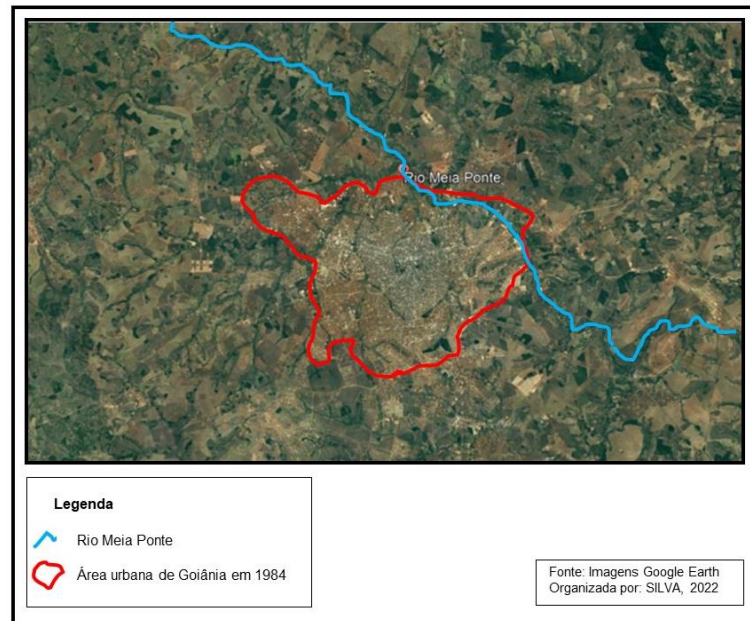 Rio Meia Ponte
Legenda
Rio Meia Ponte
Área urbana de Goiânia em 1984
Fonte: Imagens Google Earth
Organizada por: SILVA, 2022